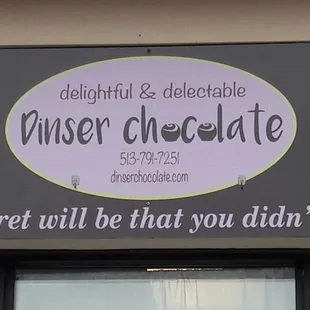 delightful & delectable
Dinser chocolate
513-791-7251
dinserchocolate.com
ret will be that you didn'